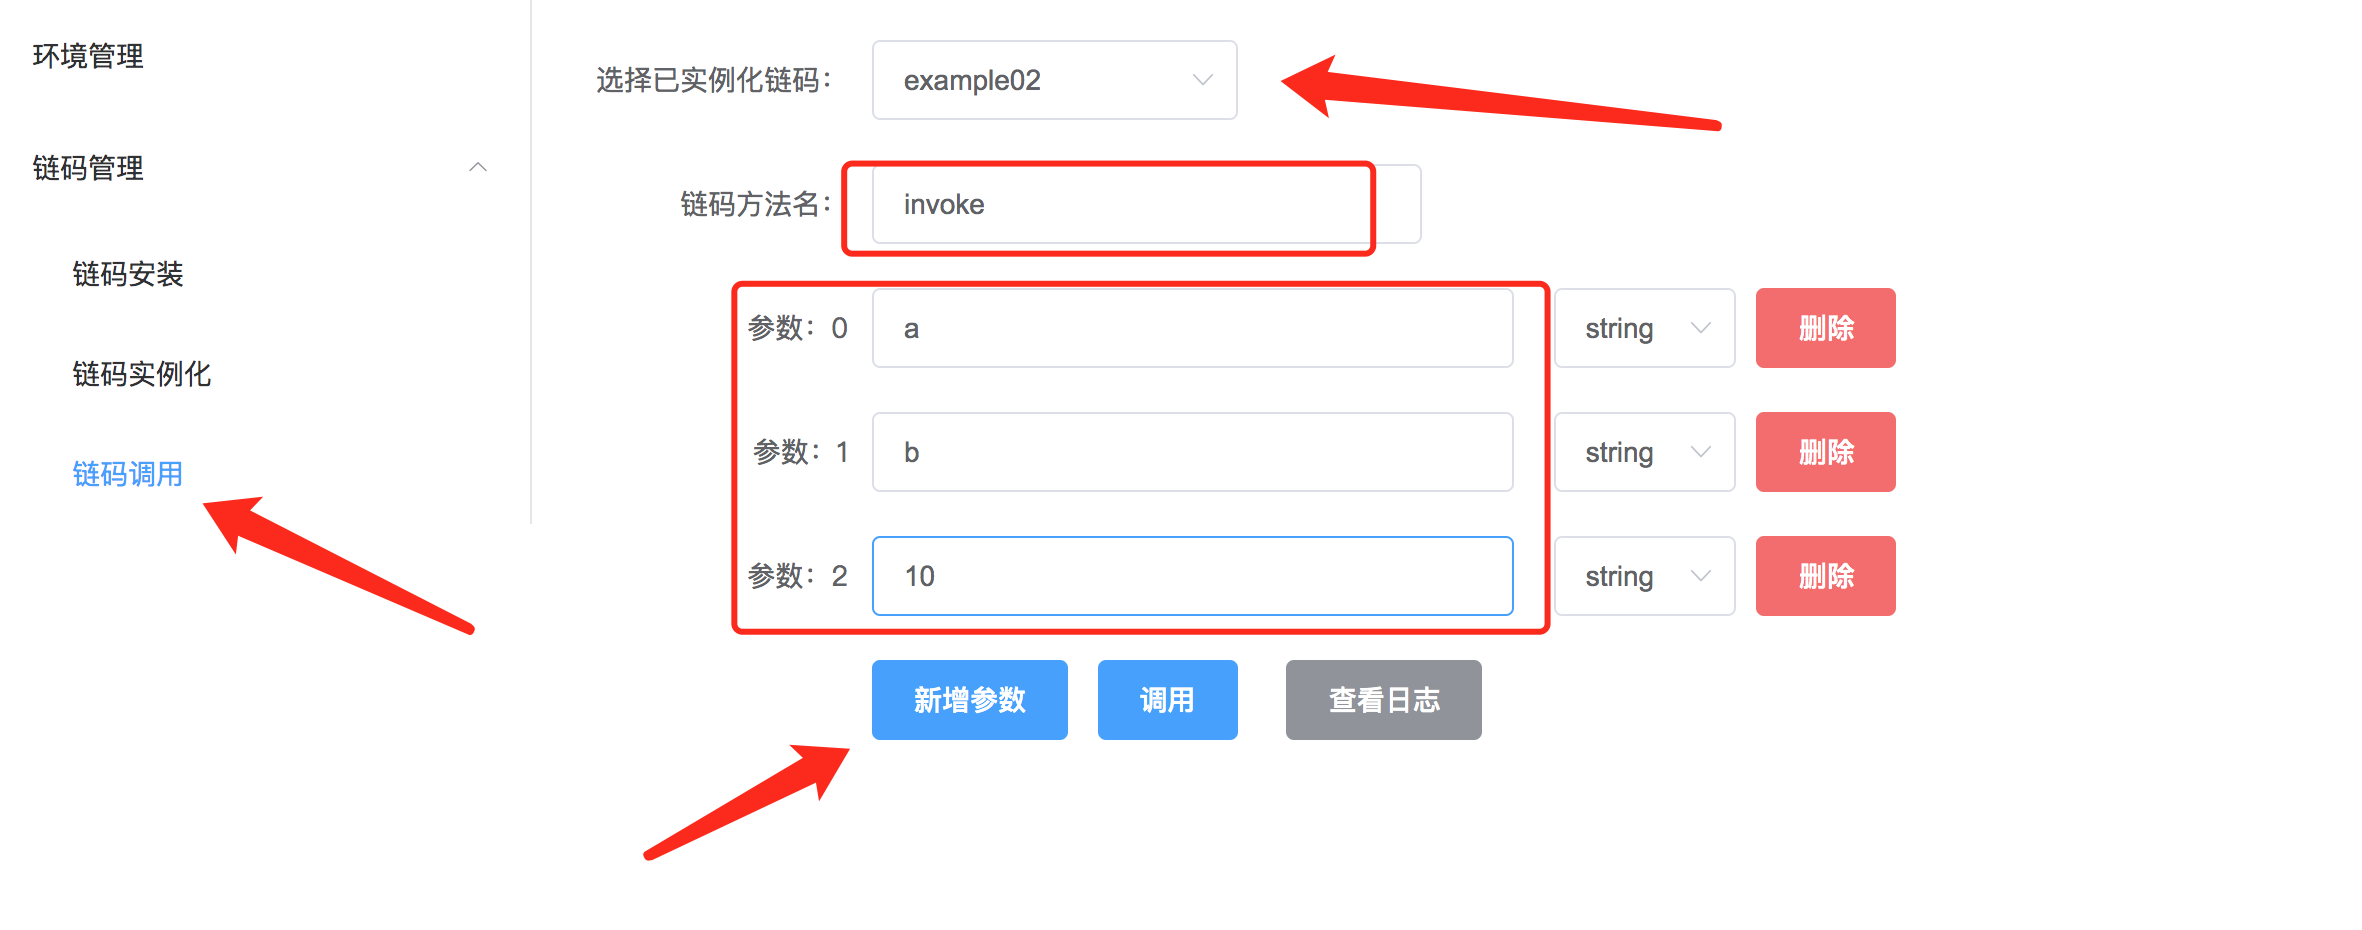 环境管理
链码管理
链码安装
链码实例化
链码调用
选择已实例化链码： example02
链码方法名： invoke
参数：0 a string 删除
参数：1 b string 删除
参数：2 10 string 删除
新增参数 调用 查看日志